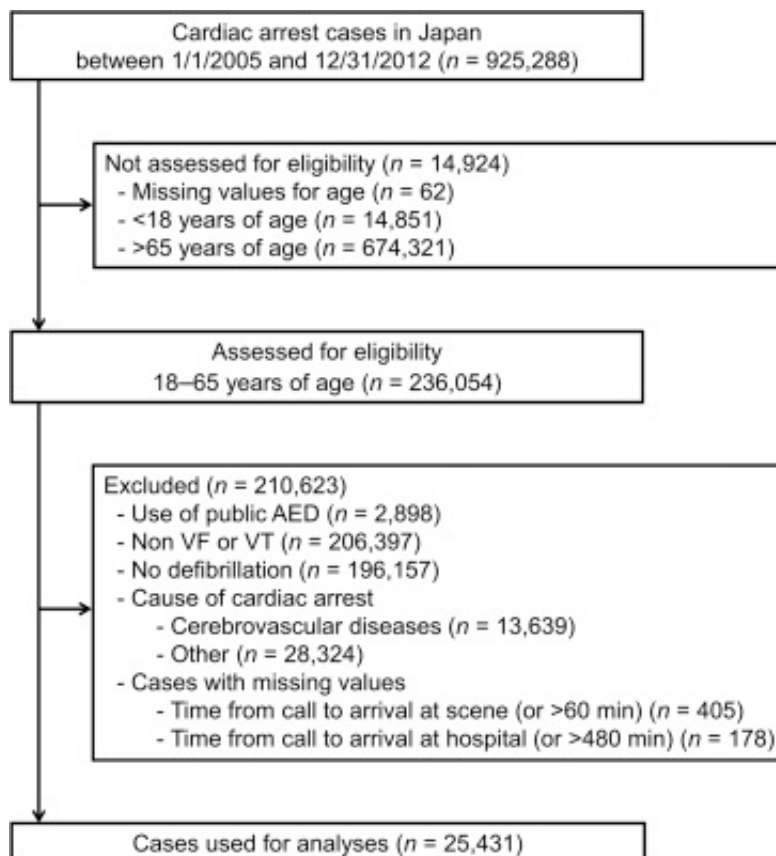 Cardiac arrest cases in Japan
between 1/1/2005 and 12/31/2012 (n = 925,288)
Not assessed for eligibility (n = 14,924)
- Missing values for age (n = 62)
- <18 years of age (n = 14,851)
- >65 years of age (n = 674,321)
Assessed for eligibility
18–65 years of age (n = 236,054)
Excluded (n = 210,623)
- Use of public AED (n = 2,898)
- Non VF or VT (n = 206,397)
- No defibrillation (n = 196,157)
- Cause of cardiac arrest
- Cerebrovascular diseases (n = 13,639)
- Other (n = 28,324)
- Cases with missing values
- Time from call to arrival at scene (or >60 min) (n = 405)
- Time from call to arrival at hospital (or >480 min) (n = 178)
Cases used for analyses (n = 25,431)